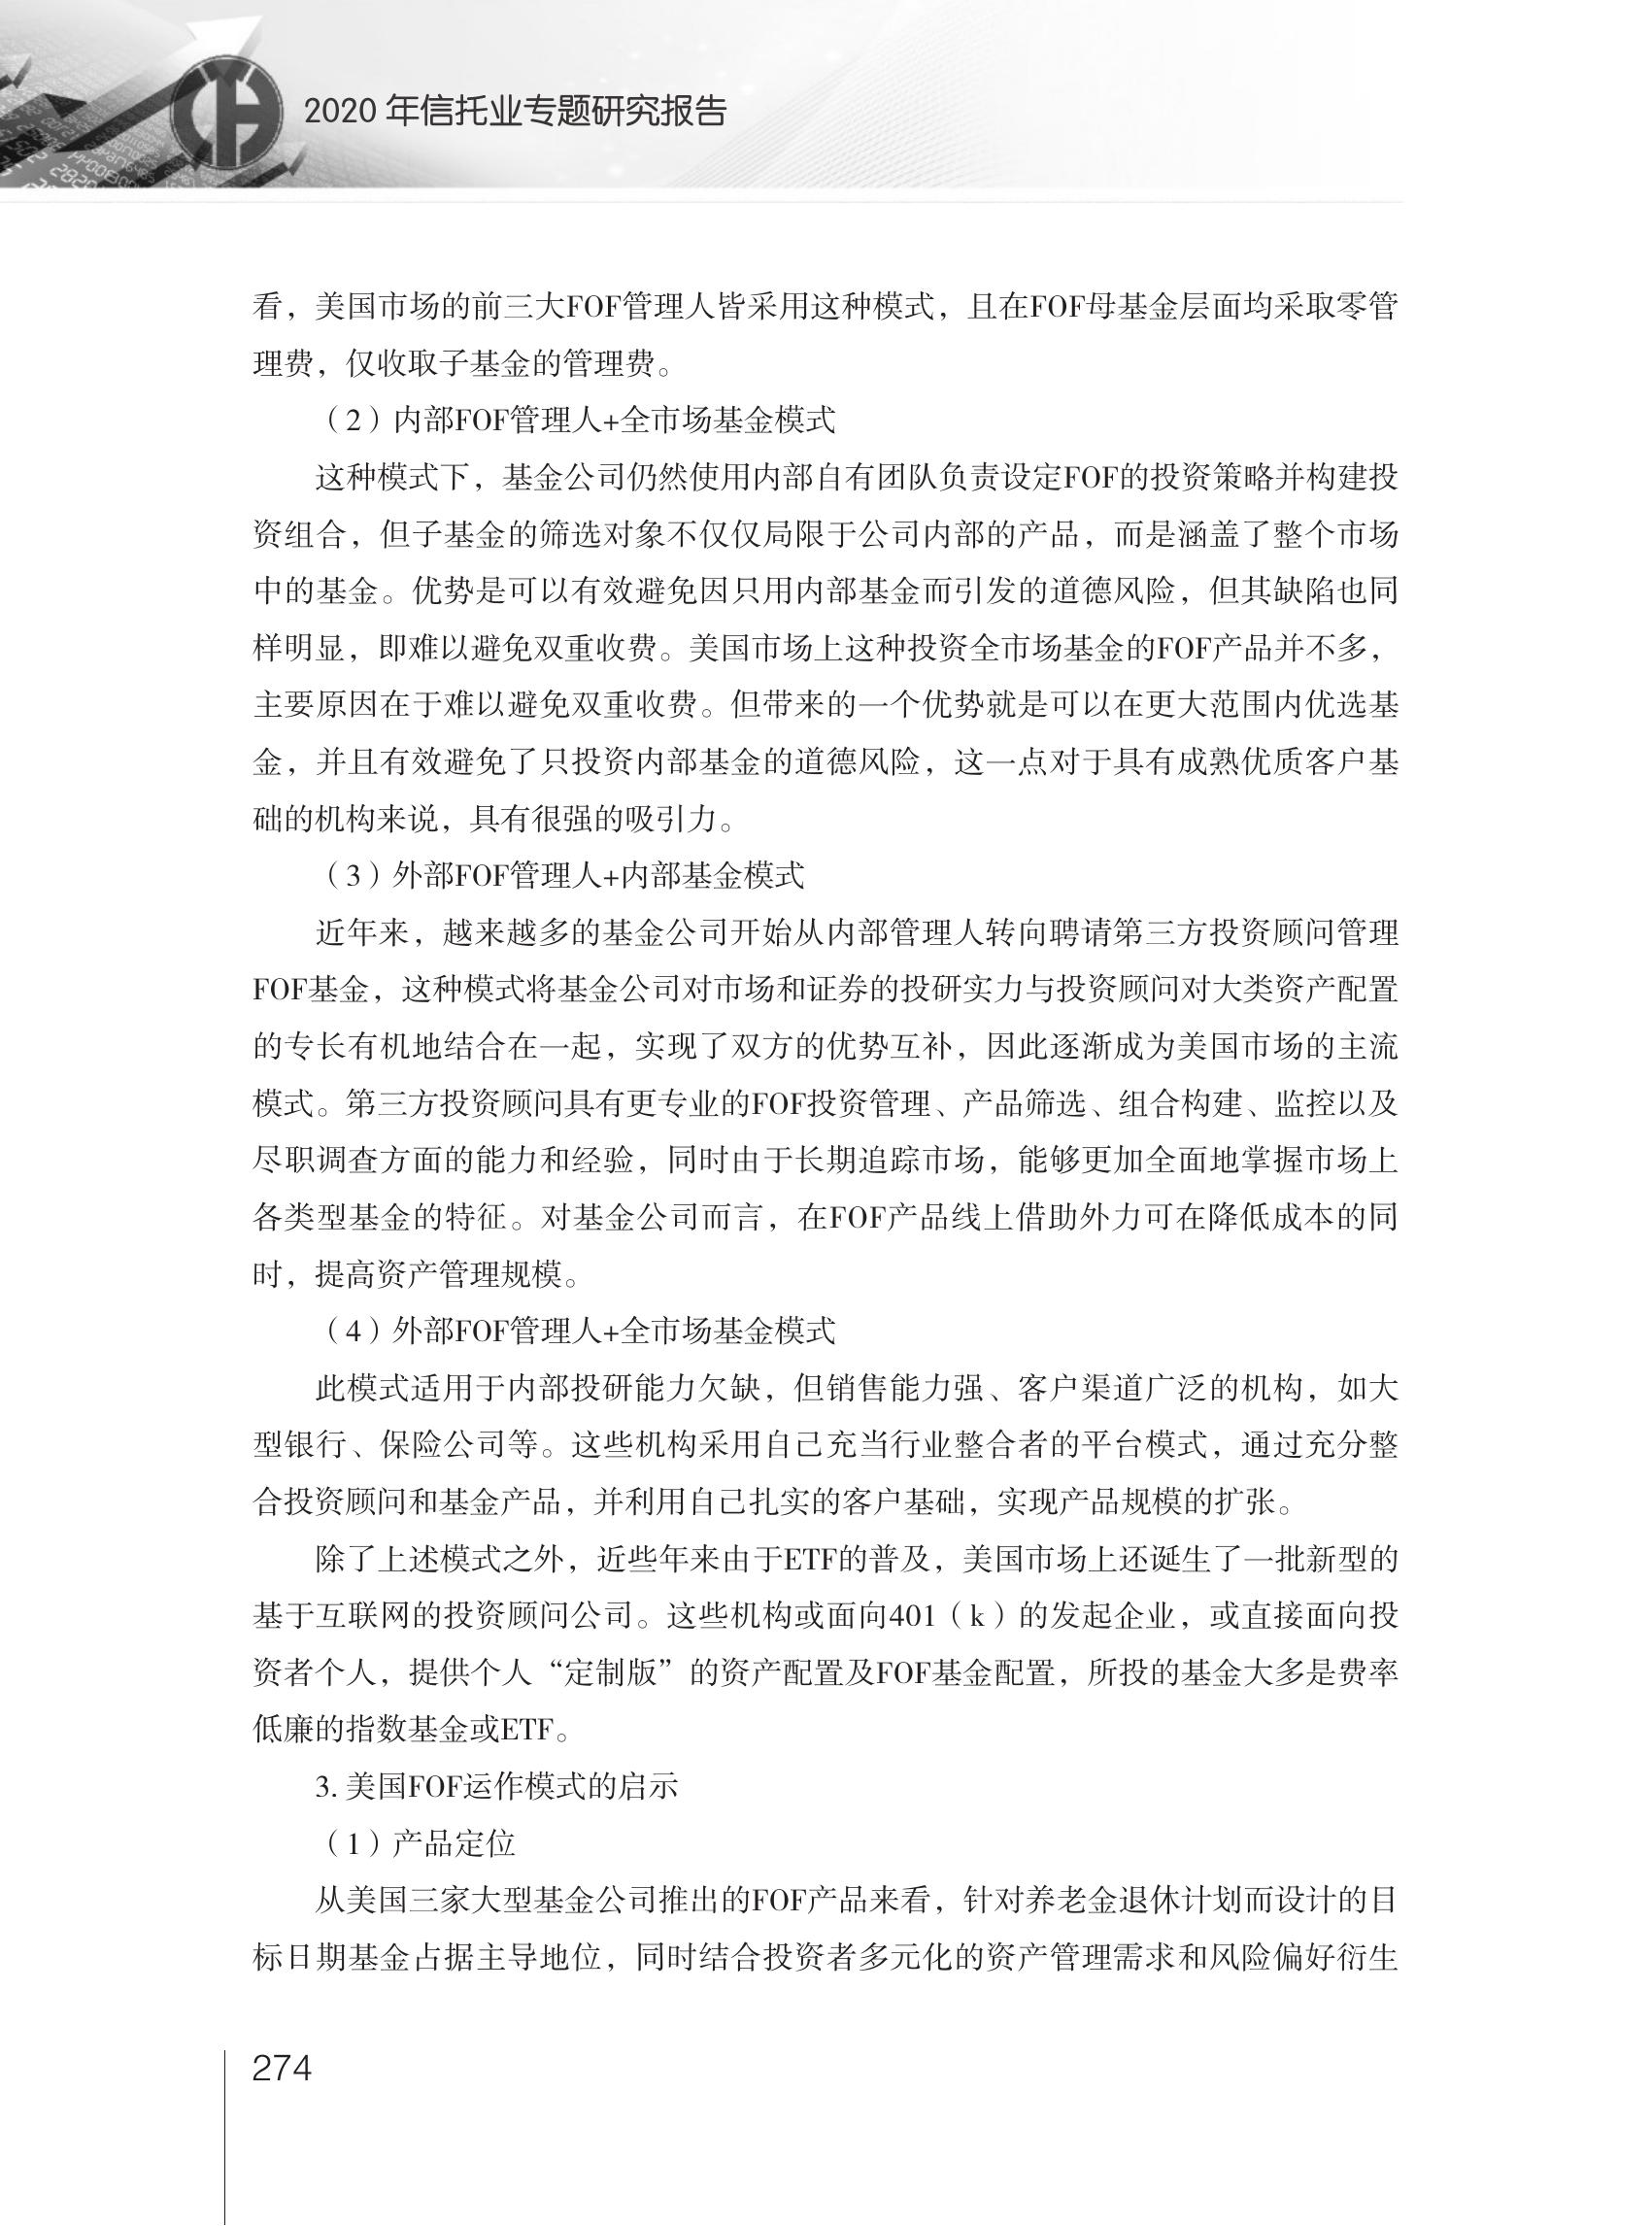 2020 年信托业专题研究报告
看，美国市场的前三大FOF管理人皆采用这种模式，且在FOF母基金层面均采取零管
理费，仅收取子基金的管理费。
（2）内部FOF管理人+全市场基金模式
这种模式下，基金公司仍然使用内部自有团队负责设定FOF的投资策略并构建投
资组合，但子基金的筛选对象不仅仅局限于公司内部的产品，而是涵盖了整个市场
中的基金。优势是可以有效避免因只用内部基金而引发的道德风险，但其缺陷也同
样明显，即难以避免双重收费。美国市场上这种投资全市场基金的FOF产品并不多，
主要原因在于难以避免双重收费。但带来的一个优势就是可以在更大范围内优选基
金，并且有效避免了只投资内部基金的道德风险，这一点对于具有成熟优质客户基
础的机构来说，具有很强的吸引力。
（3）外部FOF管理人+内部基金模式
近年来，越来越多的基金公司开始从内部管理人转向聘请第三方投资顾问管理
FOF基金，这种模式将基金公司对市场和证券的投研实力与投资顾问对大类资产配置
的专长有机地结合在一起，实现了双方的优势互补，因此逐渐成为美国市场的主流
模式。第三方投资顾问具有更专业的FOF投资管理、产品筛选、组合构建、监控以及
尽职调查方面的能力和经验，同时由于长期追踪市场，能够更加全面地掌握市场上
各类型基金的特征。对基金公司而言，在FOF产品线上借助外力可在降低成本的同
时，提高资产管理规模。
（4）外部FOF管理人+全市场基金模式
此模式适用于内部投研能力欠缺，但销售能力强、客户渠道广泛的机构，如大
型银行、保险公司等。这些机构采用自己充当行业整合者的平台模式，通过充分整
合投资顾问和基金产品，并利用自己扎实的客户基础，实现产品规模的扩张。
除了上述模式之外，近些年来由于ETF的普及，美国市场上还诞生了一批新型的
基于互联网的投资顾问公司。这些机构或面向401（k）的发起企业，或直接面向投
资者个人，提供个人“定制版”的资产配置及FOF基金配置，所投的基金大多是费率
低廉的指数基金或ETF。
3. 美国FOF运作模式的启示
（1）产品定位
从美国三家大型基金公司推出的FOF产品来看，针对养老金退休计划而设计的目
标日期基金占据主导地位，同时结合投资者多元化的资产管理需求和风险偏好衍生
274